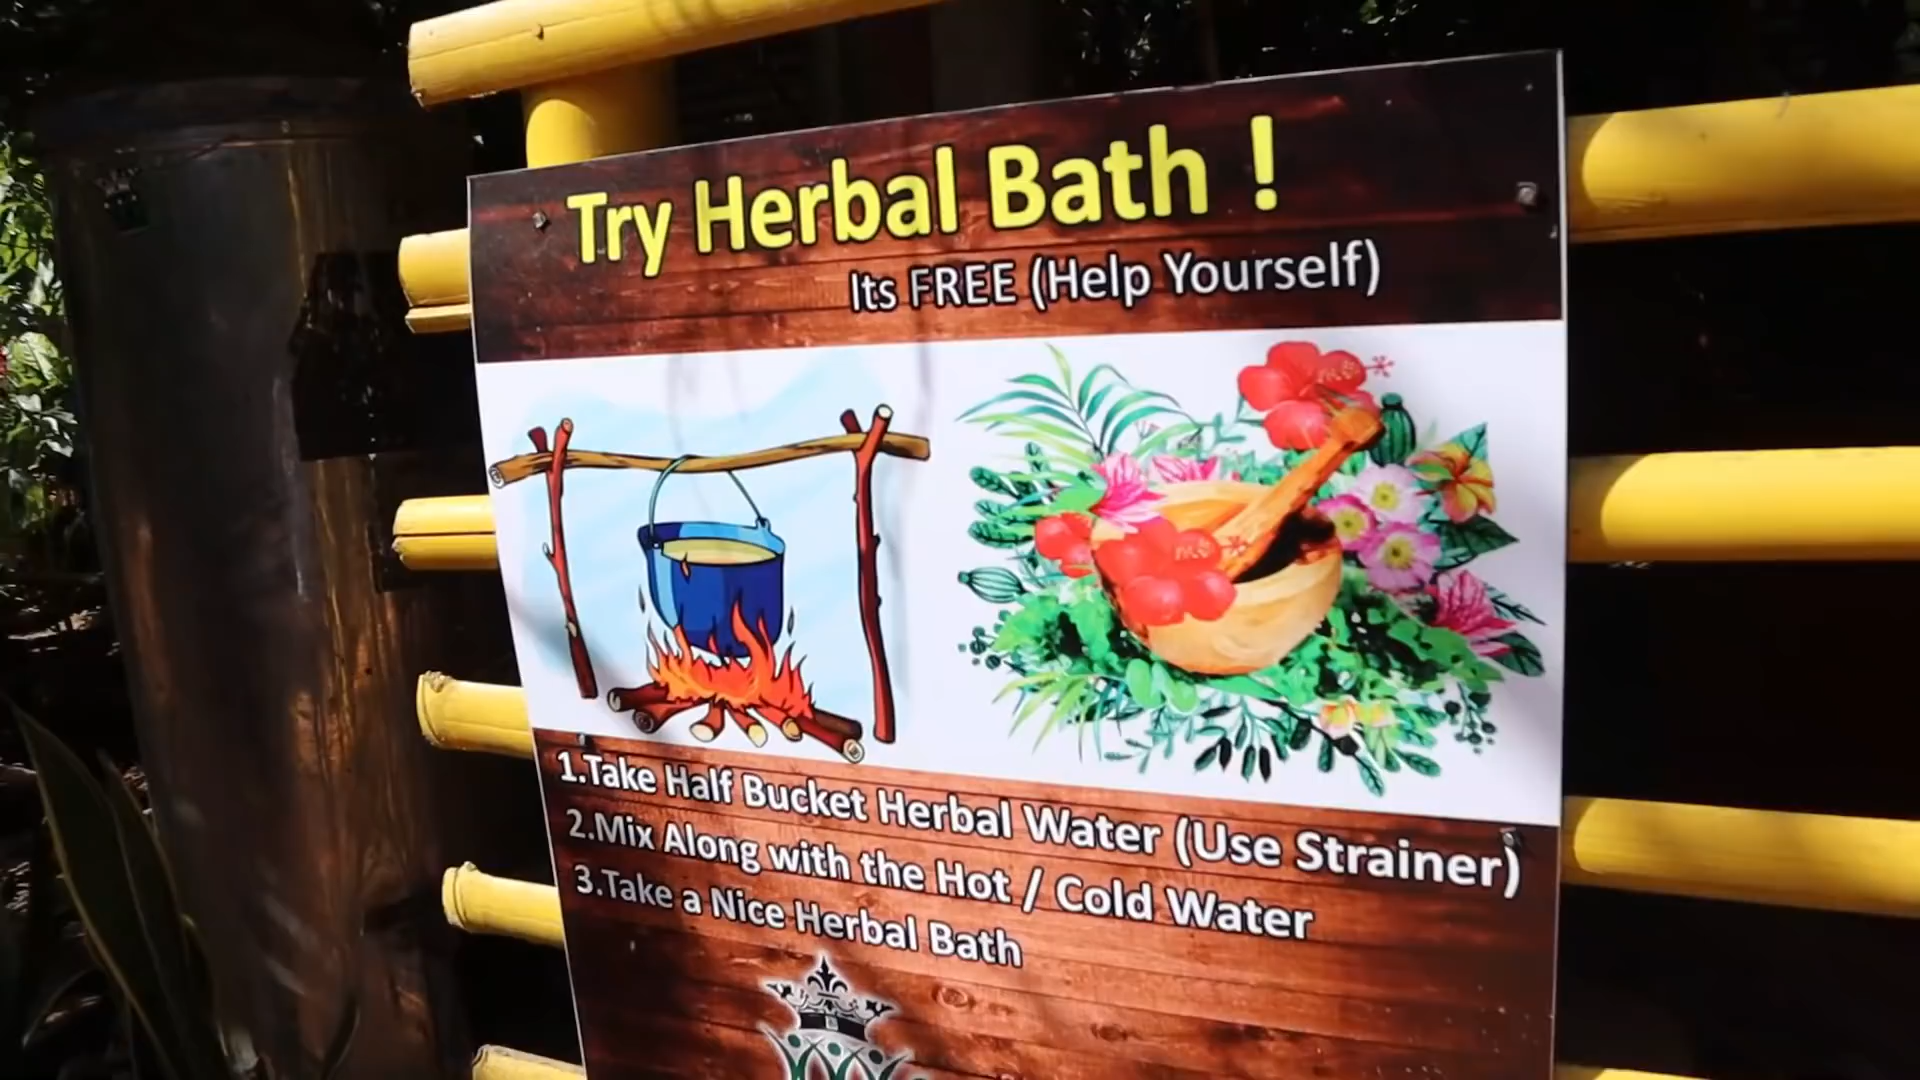 Try Herbal Bath !
Its FREE (Help Yourself)
1.Take Half Bucket Herbal Water (Use Strainer)
2.Mix Along with the Hot / Cold Water
3.Take a Nice Herbal Bath